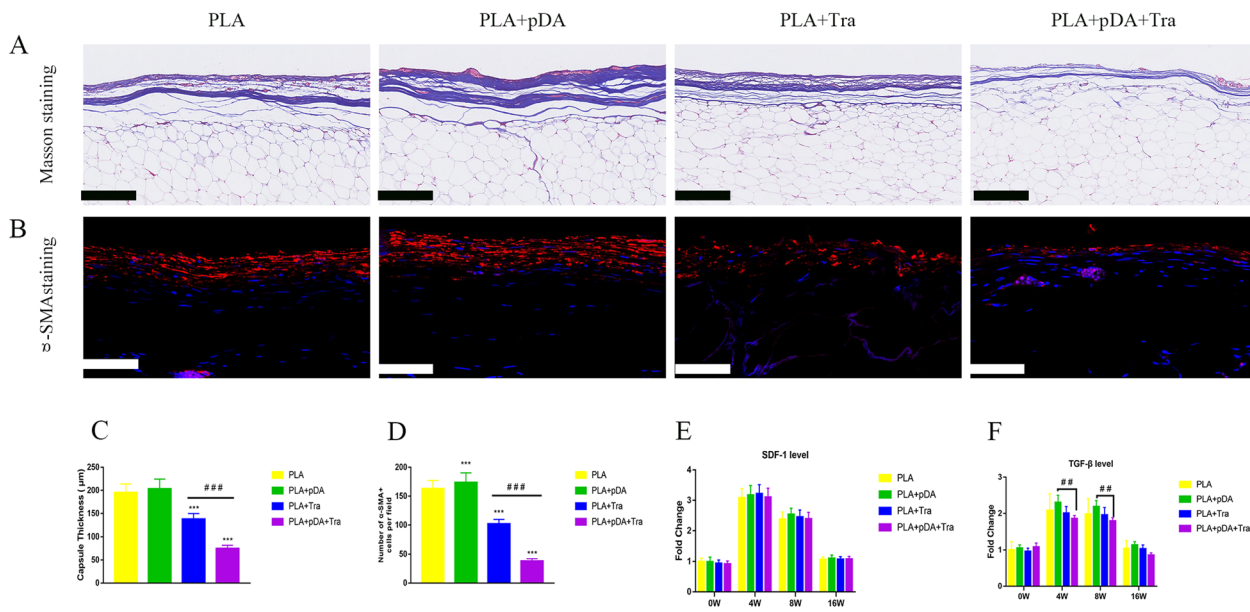 PLA PLA+pDA PLA+Tra PLA+pDA+Tra
A
Masson staining
B
α-SMAstaining
C
Capsule Thickness ( μm)
250
200
150
100
50
0
***
***
# # #
PLA
PLA+pDA
PLA+Tra
PLA+pDA+Tra
D
Number of α-SMA+
cells per field
200
150
100
50
0
***
***
***
# # #
PLA
PLA+pDA
PLA+Tra
PLA+pDA+Tra
E
SDF-1 level
Fold Change
4
3
2
1
0
0W 4W 8W 16W
PLA
PLA+pDA
PLA+Tra
PLA+pDA+Tra
F
TGF-β level
Fold Change
3
2
1
0
# #
# #
0W 4W 8W 16W
PLA
PLA+pDA
PLA+Tra
PLA+pDA+Tra